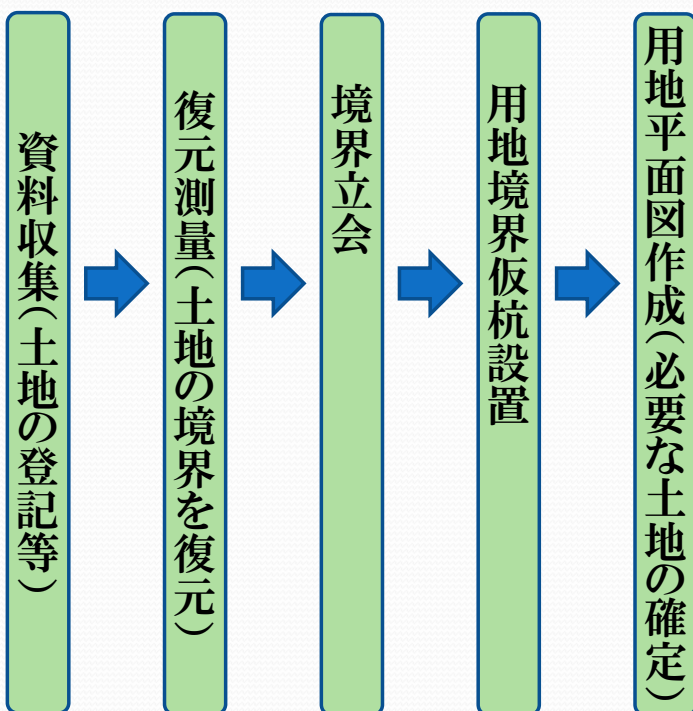 資料収集(土地の登記等)
復元測量(土地の境界を復元)
境界立会
用地境界仮杭設置
用地平面図作成(必要な土地の確定)